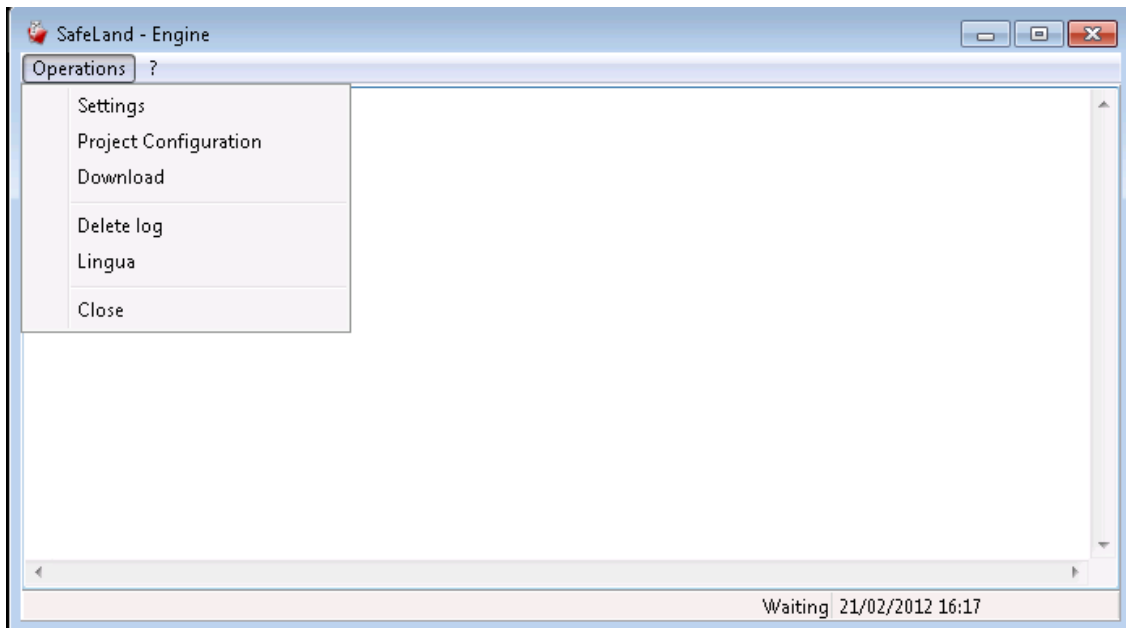 SafeLand - Engine
Operations ?
Settings
Project Configuration
Download
Delete log
Lingua
Close
Waiting 21/02/2012 16:17